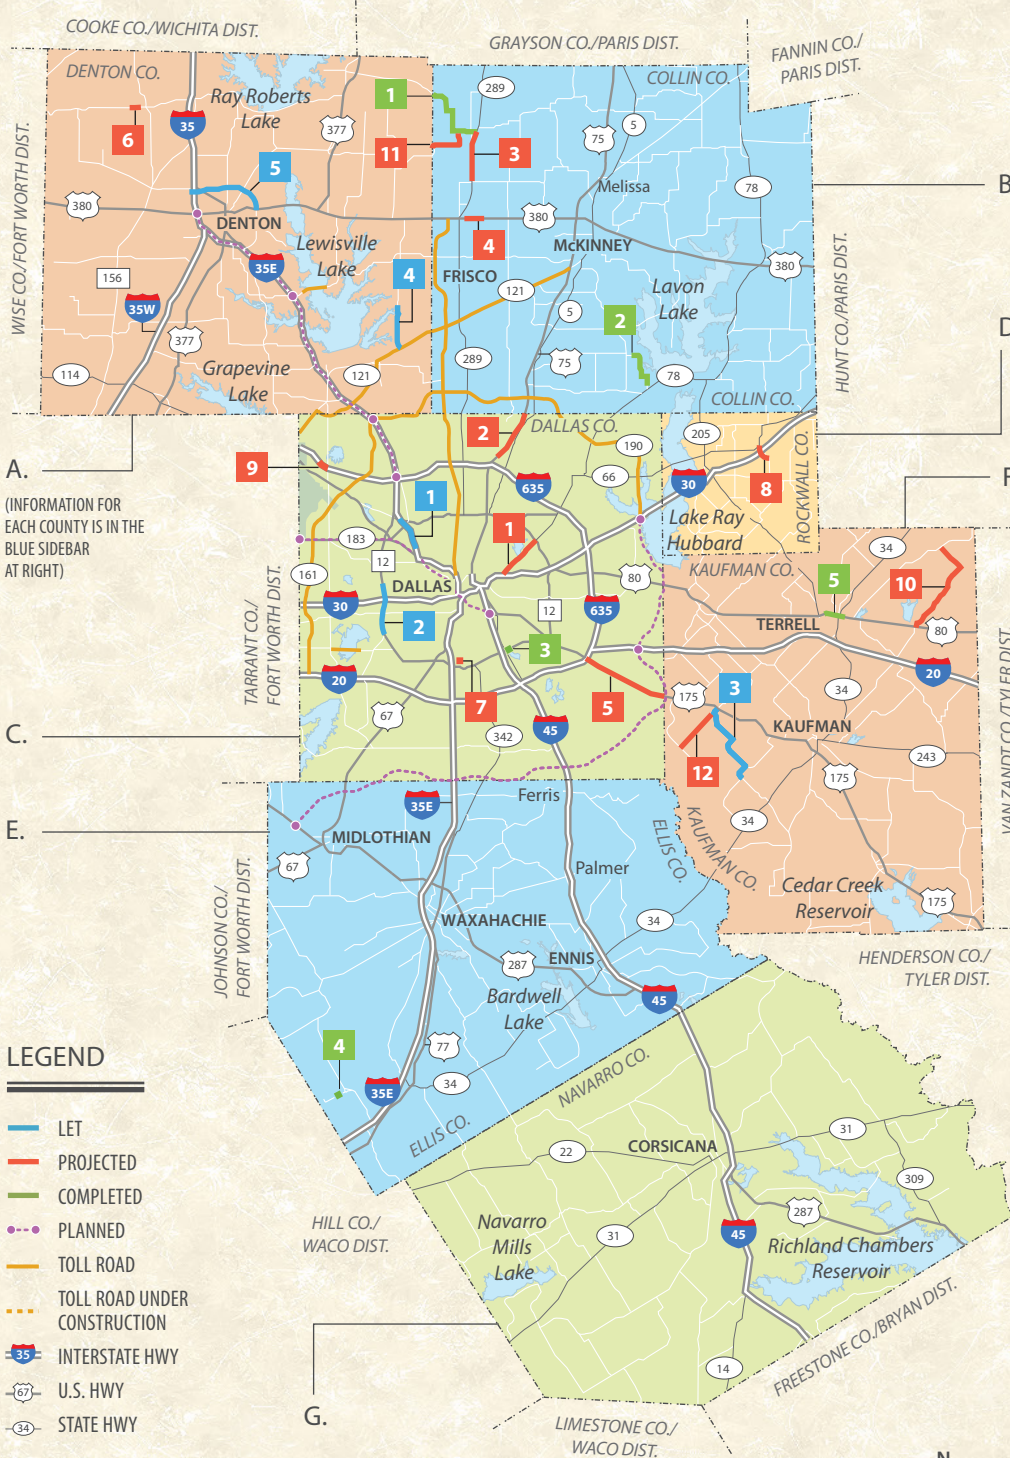 COOKE CO./WICHITA DIST.
GRAYSON CO./PARIS DIST.
FANNIN CO./
PARIS DIST.
DENTON CO.
Ray Roberts
Lake
COLLIN CO.
1
289
6
35
377
11
3
75
5
WISE CO./FORT WORTH DIST.
5
Melissa
78
B
380
DENTON
Lewisville
Lake
4
380
4
McKINNEY
FRISCO
380
HUNT CO./PARIS DIST.
156
35E
35W
121
Lavon
Lake
5
2
D
377
Grapevine
Lake
114
121
289
75
78
COLLIN CO.
DALLAS CO.
2
190
205
ROCKWALL CO.
A.
(INFORMATION FOR
EACH COUNTY IS IN THE
BLUE SIDEBAR
AT RIGHT)
9
635
66
30
8
F
1
1
Lake Ray
Hubbard
183
12
161
DALLAS
KAUFMAN CO.
34
80
5
10
TERRELL
80
30
2
12
635
TARRANT CO./
FORT WORTH DIST.
3
20
20
VAN ZANDT CO./TYLER DIST.
7
5
175
3
34
67
342
45
KAUFMAN
C.
12
243
175
35E
Ferris
34
E.
MIDLOTHIAN
67
ELLIS CO.
KAUFMAN CO.
Palmer
Cedar Creek
Reservoir
175
JOHNSON CO./
FORT WORTH DIST.
WAXAHACHIE
34
287
ENNIS
HENDERSON CO./
TYLER DIST.
Bardwell
Lake
45
4
77
34
35E
NAVARRO CO.
ELLIS CO.
LEGEND
LET
PROJECTED
COMPLETED
PLANNED
TOLL ROAD
TOLL ROAD UNDER
CONSTRUCTION
35
INTERSTATE HWY
67
U.S. HWY
34
STATE HWY
22
CORSICANA
31
309
HILL CO./
WACO DIST.
Navarro
Mills
Lake
31
287
45
Richland Chambers
Reservoir
14
FREESTONE CO./BRYAN DIST.
G.
LIMESTONE CO./
WACO DIST.
N